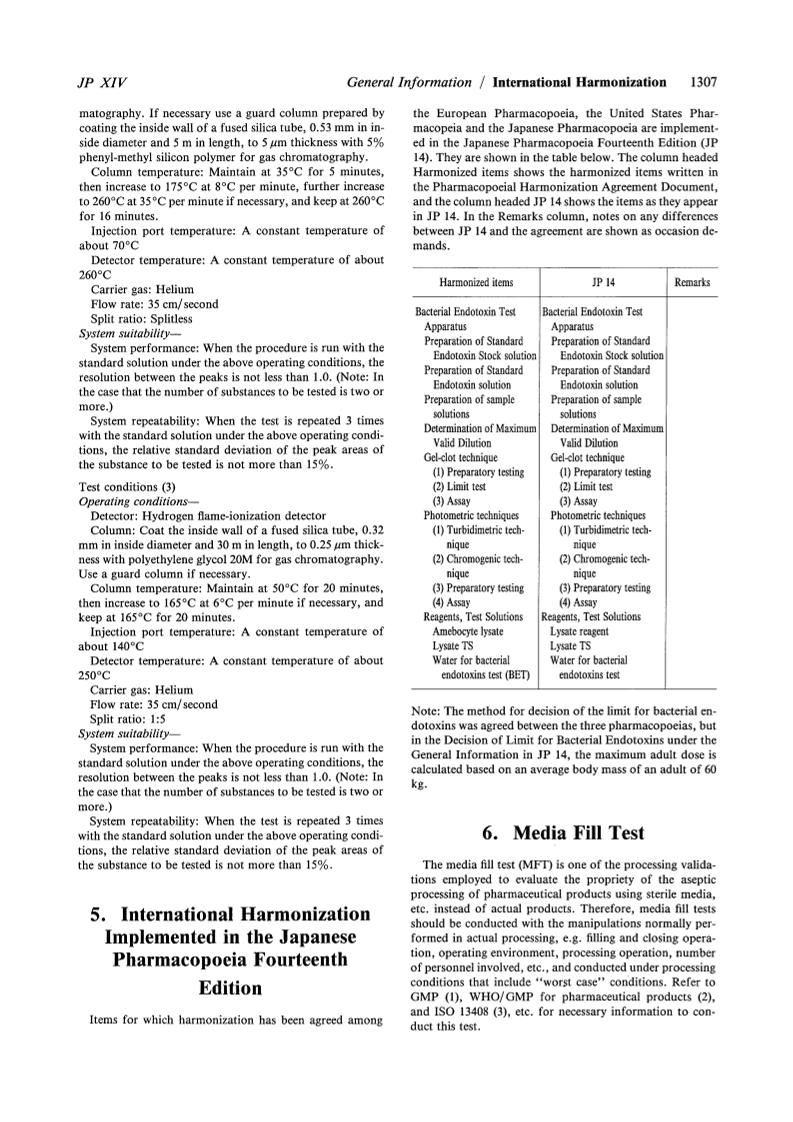 JP XIV
General Information / International Harmonization 1307
matography. If necessary use a guard column prepared by
coating the inside wall of a fused silica tube, 0.53 mm in in-
side diameter and 5 m in length, to 5 μm thickness with 5%
phenyl-methyl silicon polymer for gas chromatography.
Column temperature: Maintain at 35°C for 5 minutes,
then increase to 175°C at 8°C per minute, further increase
to 260°C at 35°C per minute if necessary, and keep at 260°C
for 16 minutes.
Injection port temperature: A constant temperature of
about 70°C
Detector temperature: A constant temperature of about
260°C
Carrier gas: Helium
Flow rate: 35 cm/second
Split ratio: Splitless
System suitability—
System performance: When the procedure is run with the
standard solution under the above operating conditions, the
resolution between the peaks is not less than 1.0. (Note: In
the case that the number of substances to be tested is two or
more.)
System repeatability: When the test is repeated 3 times
with the standard solution under the above operating condi-
tions, the relative standard deviation of the peak areas of
the substance to be tested is not more than 15%.
Test conditions (3)
Operating conditions—
Detector: Hydrogen flame-ionization detector
Column: Coat the inside wall of a fused silica tube, 0.32
mm in inside diameter and 30 m in length, to 0.25 μm thick-
ness with polyethylene glycol 20M for gas chromatography.
Use a guard column if necessary.
Column temperature: Maintain at 50°C for 20 minutes,
then increase to 165°C at 6°C per minute if necessary, and
keep at 165°C for 20 minutes.
Injection port temperature: A constant temperature of
about 140°C
Detector temperature: A constant temperature of about
250°C
Carrier gas: Helium
Flow rate: 35 cm/second
Split ratio: 1:5
System suitability—
System performance: When the procedure is run with the
standard solution under the above operating conditions, the
resolution between the peaks is not less than 1.0. (Note: In
the case that the number of substances to be tested is two or
more.)
System repeatability: When the test is repeated 3 times
with the standard solution under the above operating condi-
tions, the relative standard deviation of the peak areas of
the substance to be tested is not more than 15%.
5. International Harmonization
Implemented in the Japanese
Pharmacopoeia Fourteenth
Edition
Items for which harmonization has been agreed among
the European Pharmacopoeia, the United States Phar-
macopeia and the Japanese Pharmacopoeia are implement-
ed in the Japanese Pharmacopoeia Fourteenth Edition (JP
14). They are shown in the table below. The column headed
Harmonized items shows the harmonized items written in
the Pharmacopoeial Harmonization Agreement Document,
and the column headed JP 14 shows the items as they appear
in JP 14. In the Remarks column, notes on any differences
between JP 14 and the agreement are shown as occasion de-
mands.
Harmonized items JP 14 Remarks
Bacterial Endotoxin Test Bacterial Endotoxin Test
Apparatus Apparatus
Preparation of Standard Preparation of Standard
Endotoxin Stock solution Endotoxin Stock solution
Preparation of Standard Preparation of Standard
Endotoxin solution Endotoxin solution
Preparation of sample Preparation of sample
solutions solutions
Determination of Maximum Determination of Maximum
Valid Dilution Valid Dilution
Gel-clot technique Gel-clot technique
(1) Preparatory testing (1) Preparatory testing
(2) Limit test (2) Limit test
(3) Assay (3) Assay
Photometric techniques Photometric techniques
(1) Turbidimetric tech- (1) Turbidimetric tech-
nique nique
(2) Chromogenic tech- (2) Chromogenic tech-
nique nique
(3) Preparatory testing (3) Preparatory testing
(4) Assay (4) Assay
Reagents, Test Solutions Reagents, Test Solutions
Amebocyte lysate Lysate reagent
Lysate TS Lysate TS
Water for bacterial Water for bacterial
endotoxins test (BET) endotoxins test
Note: The method for decision of the limit for bacterial en-
dotoxins was agreed between the three pharmacopoeias, but
in the Decision of Limit for Bacterial Endotoxins under the
General Information in JP 14, the maximum adult dose is
calculated based on an average body mass of an adult of 60
kg.
6. Media Fill Test
The media fill test (MFT) is one of the processing valida-
tions employed to evaluate the propriety of the aseptic
processing of pharmaceutical products using sterile media,
etc. instead of actual products. Therefore, media fill tests
should be conducted with the manipulations normally per-
formed in actual processing, e.g. filling and closing opera-
tion, operating environment, processing operation, number
of personnel involved, etc., and conducted under processing
conditions that include “worst case” conditions. Refer to
GMP (1), WHO/GMP for pharmaceutical products (2),
and ISO 13408 (3), etc. for necessary information to con-
duct this test.